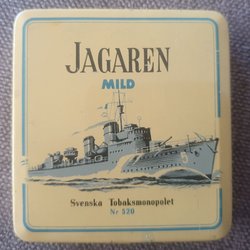 JAGAREN
MILD
Svenska Tobaksmonopolet
Nr 520